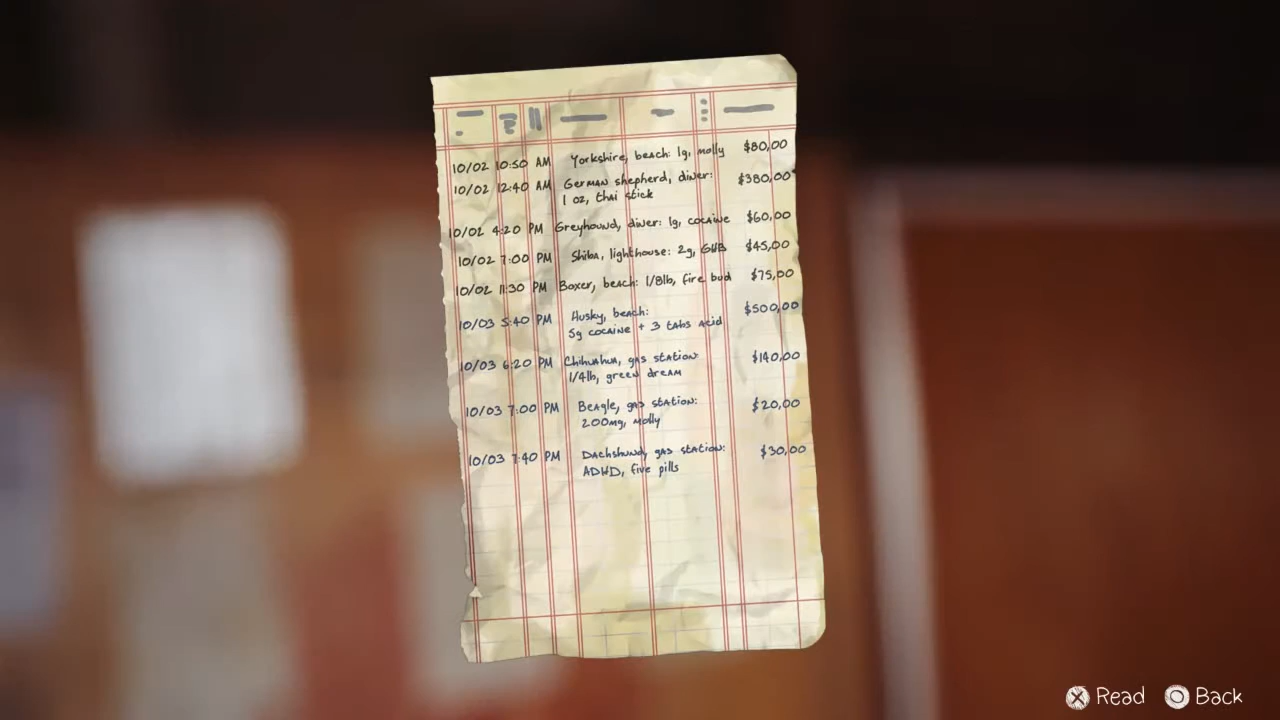 10/02 10:50 AM Yorkshire, beach: 1g, molly $80,00
10/02 12:40 AM German shepherd, diner: $380,00
1 oz, thai stick
10/02 4:20 PM Greyhound, diner: 1g, cocaine $60,00
10/02 7:00 PM Shiba, lighthouse: 2g, GHB $45,00
10/02 11:30 PM Boxer, beach: 1/8lb, fire bud $75,00
10/03 5:40 PM Husky, beach: $500,00
5g cocaine + 3 tabs acid
10/03 6:20 PM Chihuahua, gas station: $140,00
1/4lb, green dream
10/03 7:00 PM Beagle, gas station: $20,00
200mg, molly
10/03 7:40 PM Dachshund, gas station: $30,00
ADHD, five pills
Read Back